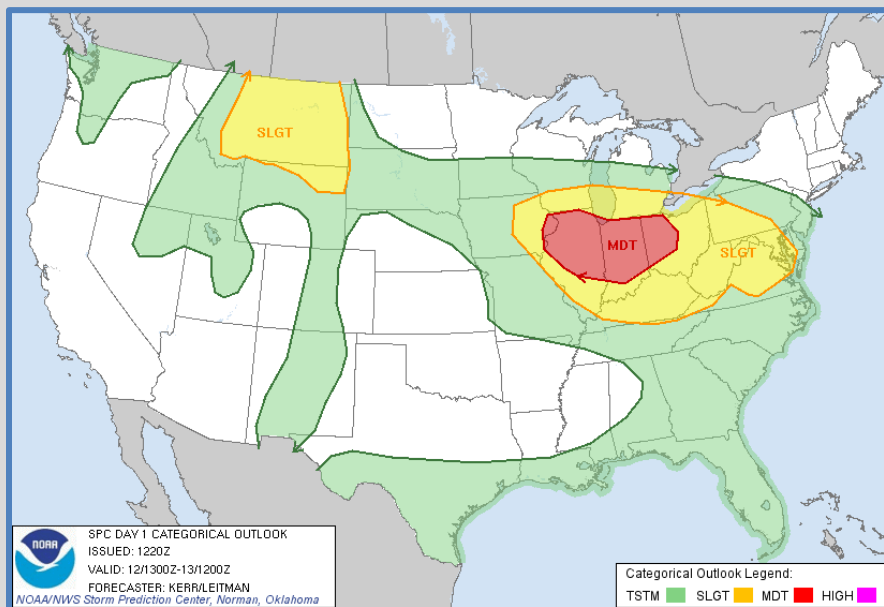 SLGT
MDT
SLGT
NOAA
SPC DAY 1 CATEGORICAL OUTLOOK
ISSUED: 1220Z
VALID: 12/1300Z-13/1200Z
FORECASTER: KERR/LEITMAN
NOAA/NWS Storm Prediction Center, Norman, Oklahoma
Categorical Outlook Legend:
TSTM SLGT MDT HIGH